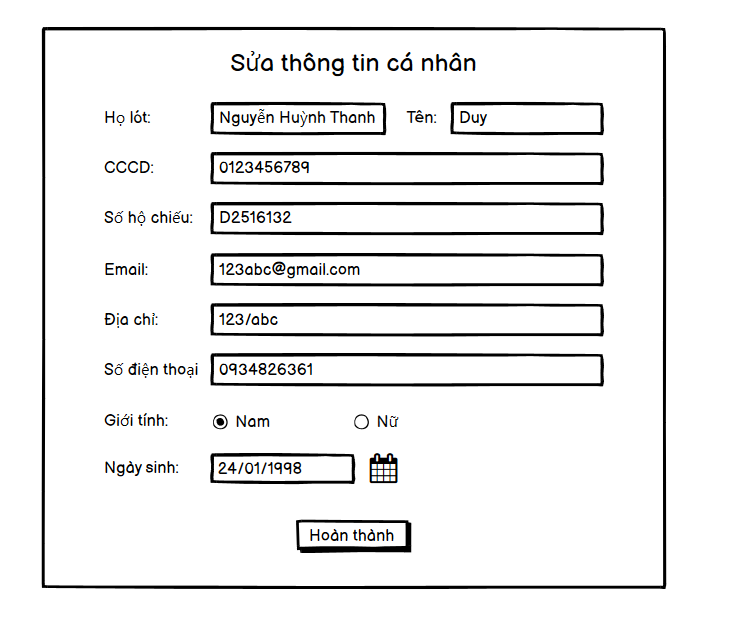 Sửa thông tin cá nhân
Họ lót: Nguyễn Huỳnh Thanh Tên: Duy
CCCD: 0123456789
Số hộ chiếu: D2516132
Email: 123abc@gmail.com
Địa chỉ: 123/abc
Số điện thoại 0934826361
Giới tính: Nam Nữ
Ngày sinh: 24/01/1998
Hoàn thành